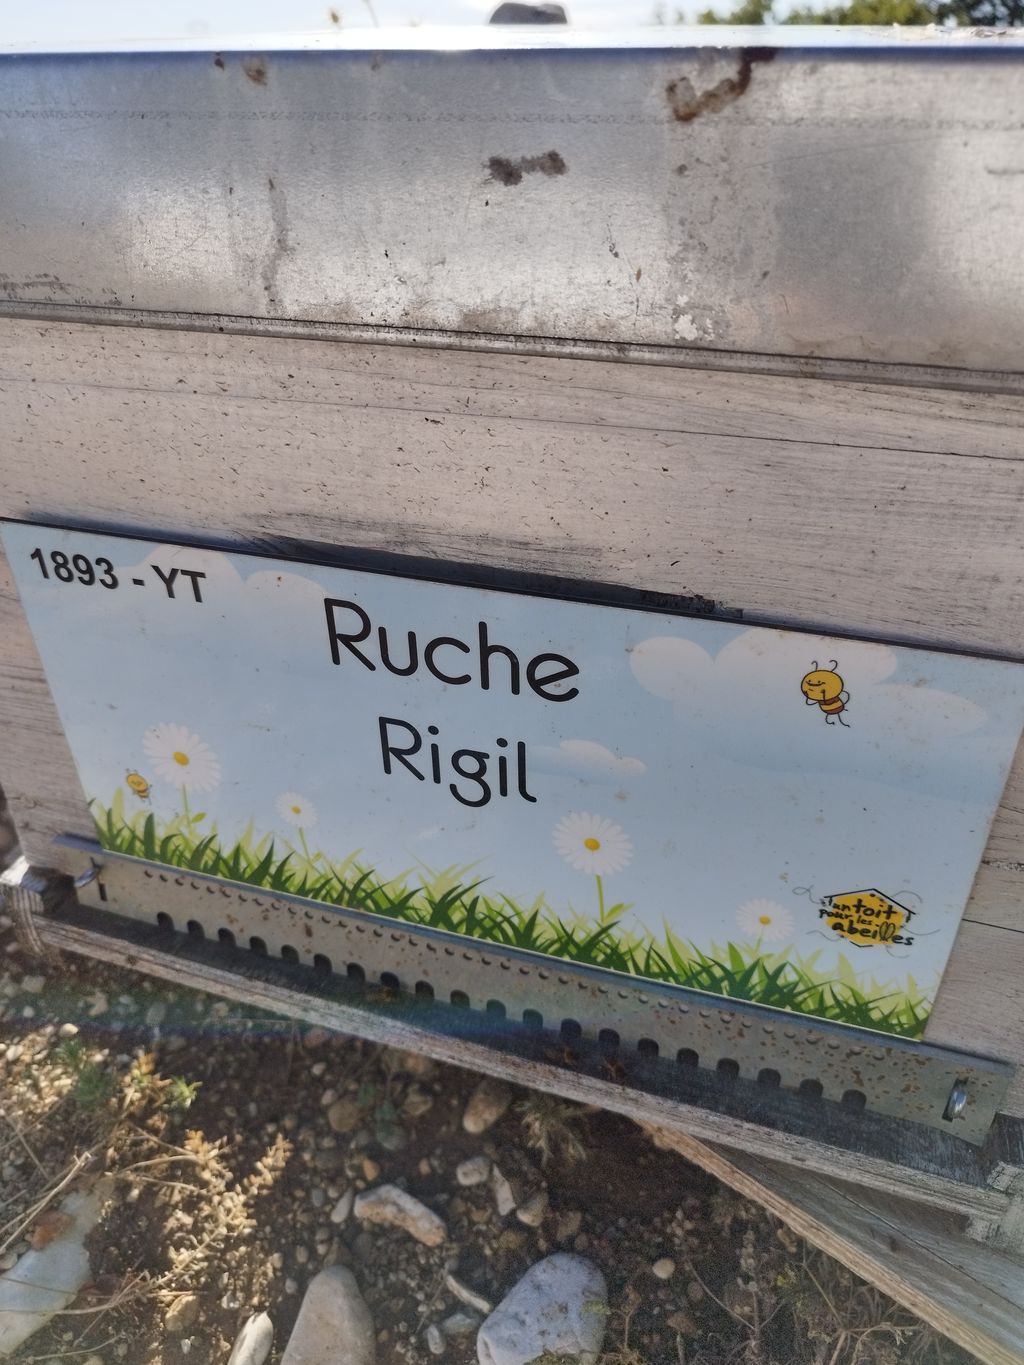 1893 - YT
Ruche
Rigil
un toit
pour les
abeilles